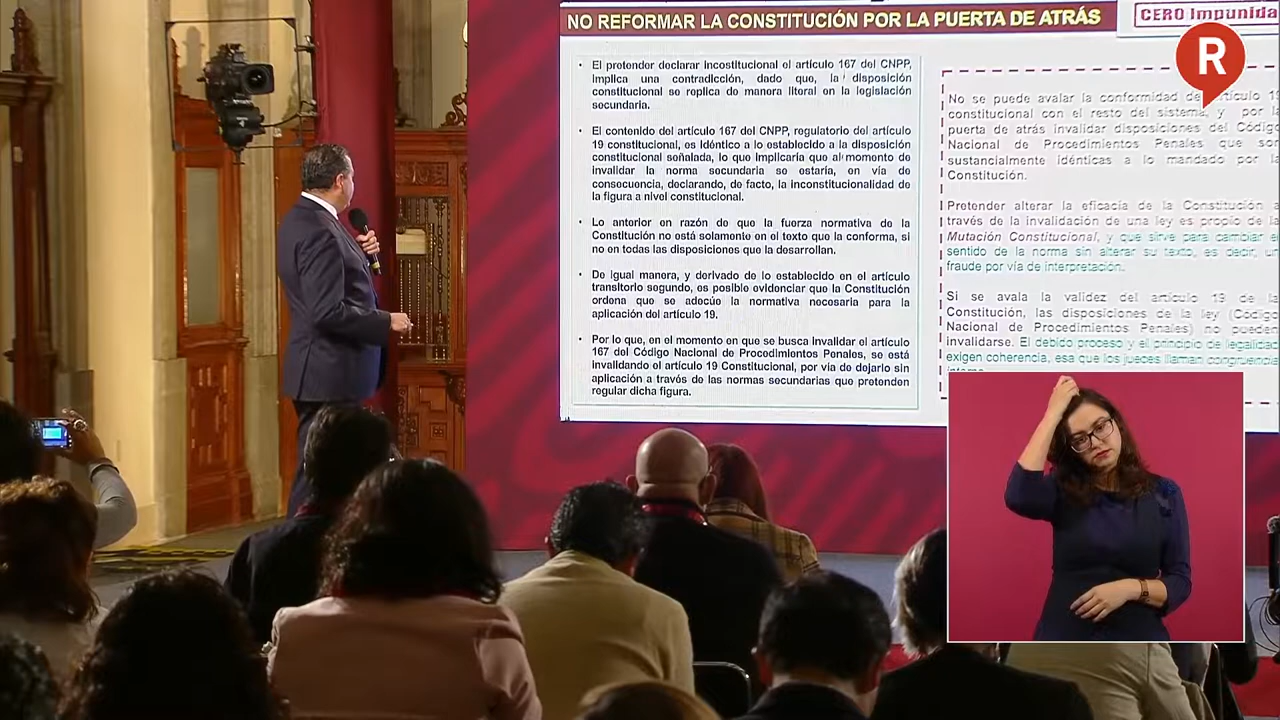 NO REFORMAR LA CONSTITUCIÓN POR LA PUERTA DE ATRÁS
CERO Impunida
R
• El pretender declarar incostitucional el artículo 167 del CNPP,
implica una contradicción, dado que, la disposición
constitucional se replica de manera literal en la legislación
secundaria.
• El contenido del artículo 167 del CNPP, regulatorio del artículo
19 constitucional, es idéntico a lo establecido a la disposición
constitucional señalada, lo que implicaría que al momento de
invalidar la norma secundaria se estaría, en vía de
consecuencia, declarando, de facto, la inconstitucionalidad de
la figura a nivel constitucional.
• Lo anterior en razón de que la fuerza normativa de la
Constitución no está solamente en el texto que la conforma, si
no en todas las disposiciones que la desarrollan.
• De igual manera, y derivado de lo establecido en el artículo
transitorio segundo, es posible evidenciar que la Constitución
ordena que se adecúe la normativa necesaria para la
aplicación del artículo 19.
• Por lo que, en el momento en que se busca invalidar el artículo
167 del Código Nacional de Procedimientos Penales, se está
invalidando el artículo 19 Constitucional, por vía de dejarlo sin
aplicación a través de las normas secundarias que pretenden
regular dicha figura.
No se puede avalar la conformidad de artículo 19
constitucional con el resto del sistema, y por la
puerta de atrás invalidar disposiciones del Código
Nacional de Procedimientos Penales que son
sustancialmente idénticas a lo mandado por la
Constitución.
Pretender alterar la eficacia de la Constitución a
través de la invalidación de una ley es propio de la
Mutación Constitucional, y que sirve para cambiar el
sentido de la norma sin alterar su texto, es decir, un
fraude por vía de interpretación.
Si se avala la validez del artículo 19 de la
Constitución, las disposiciones de la ley (Código
Nacional de Procedimientos Penales) no pueden
invalidarse. El debido proceso y el principio de legalidad
exigen coherencia, esa que los jueces llaman congruencia